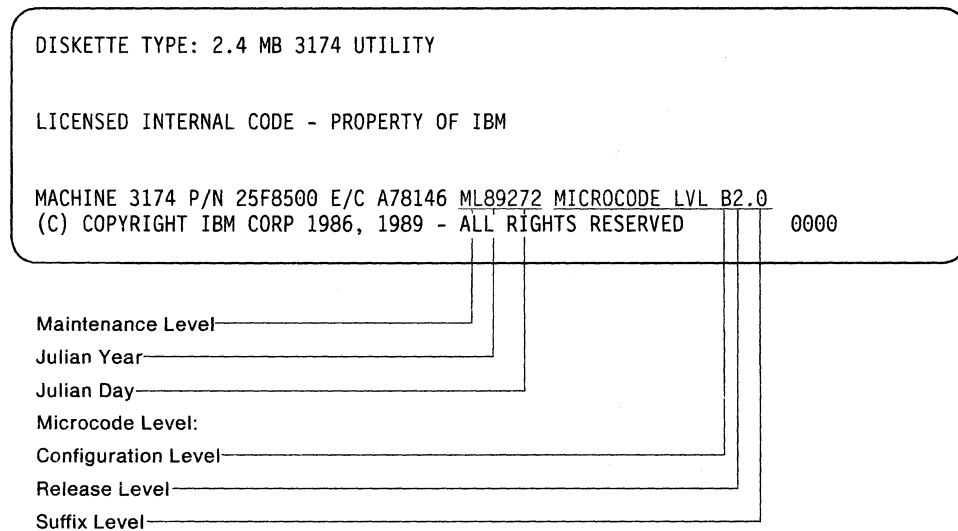 DISKETTE TYPE: 2.4 MB 3174 UTILITY
LICENSED INTERNAL CODE - PROPERTY OF IBM
MACHINE 3174 P/N 25F8500 E/C A78146 ML89272 MICROCODE LVL B2.0
(C) COPYRIGHT IBM CORP 1986, 1989 - ALL RIGHTS RESERVED 0000
Maintenance Level
Julian Year
Julian Day
Microcode Level:
Configuration Level
Release Level
Suffix Level